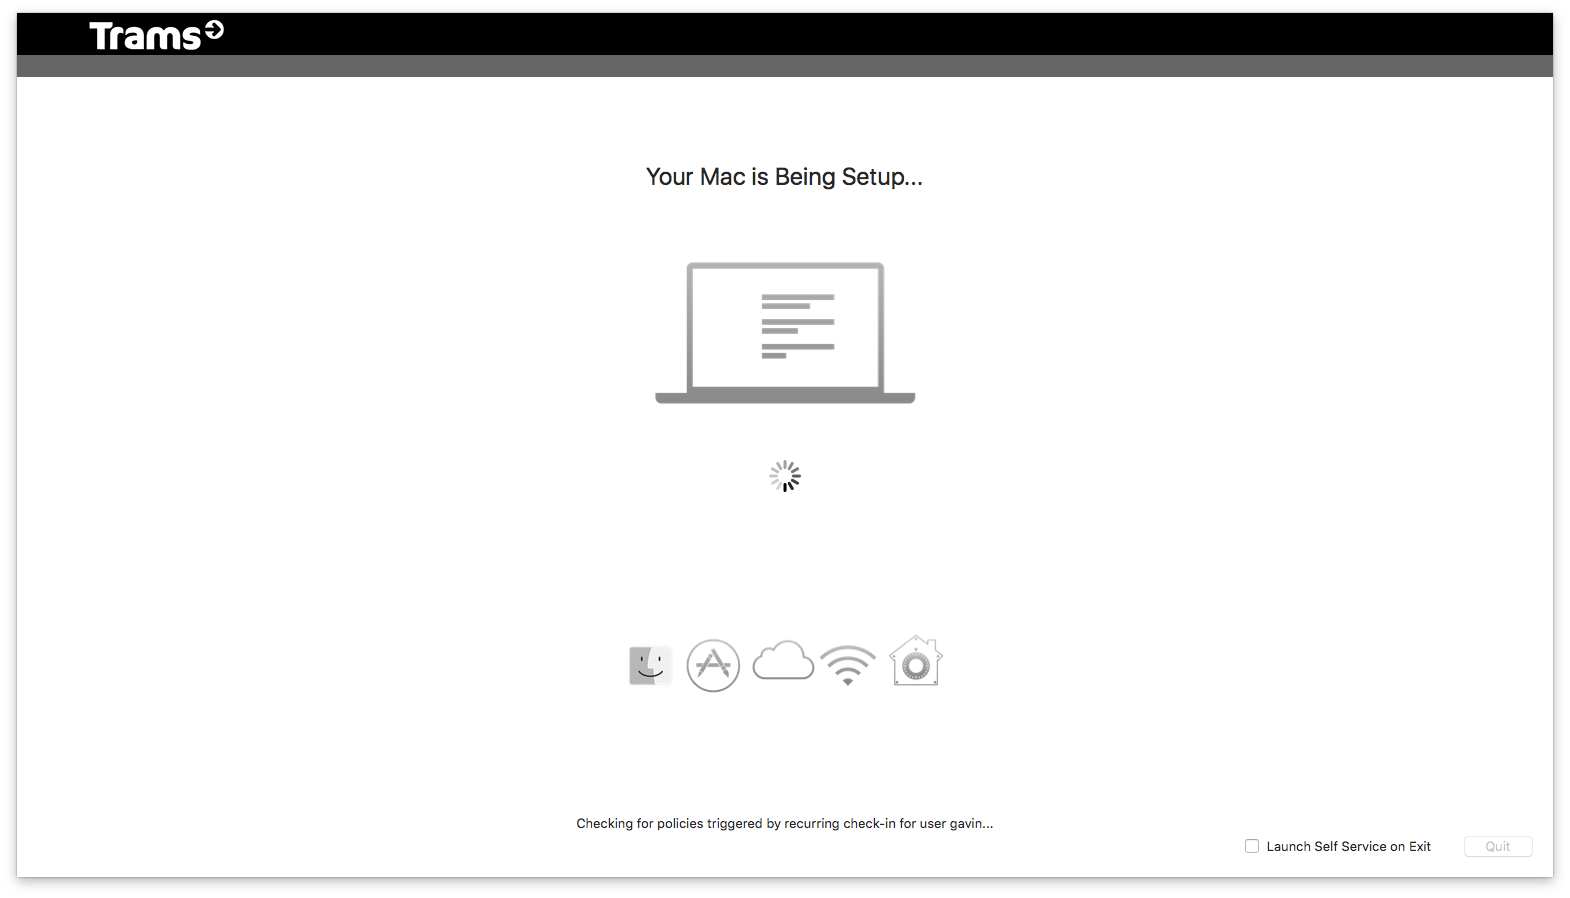 Trams
Your Mac is Being Setup...
Checking for policies triggered by recurring check-in for user gavin...
Launch Self Service on Exit
Quit